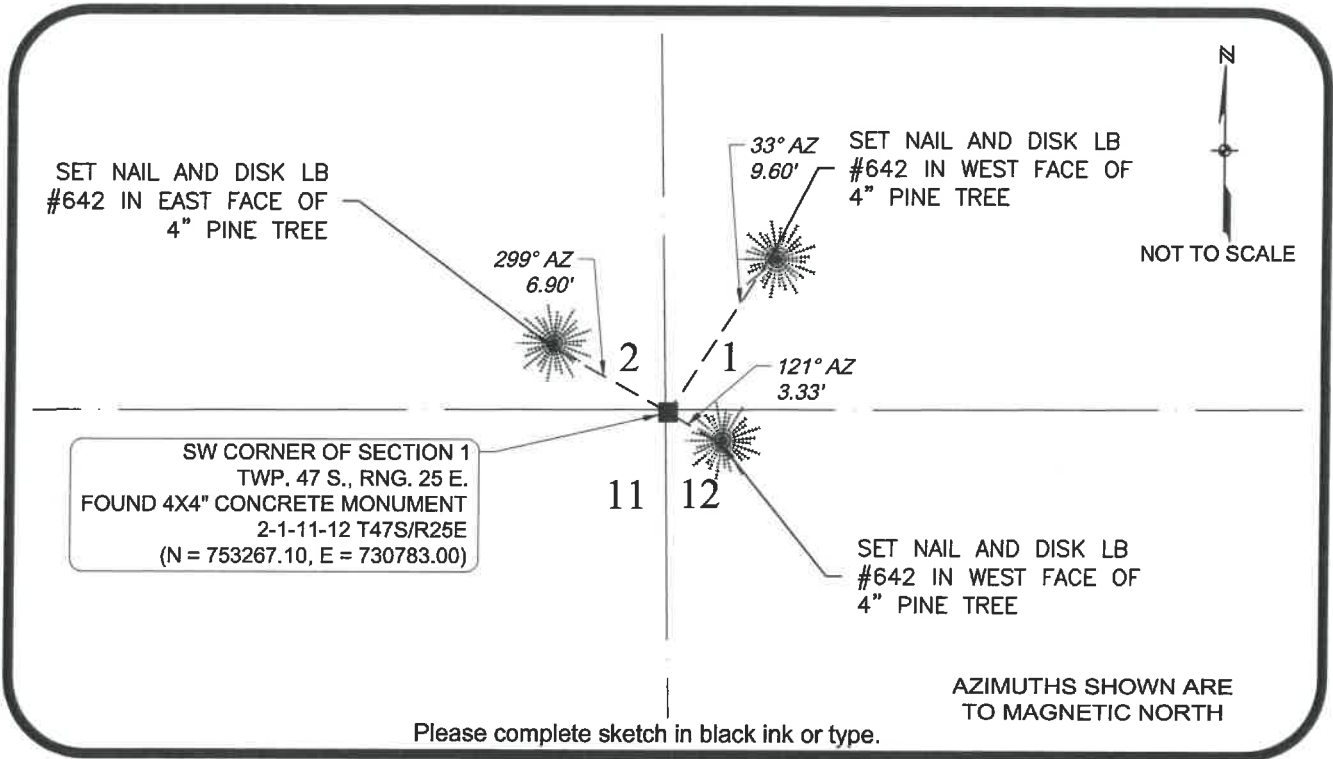 N
NOT TO SCALE
SET NAIL AND DISK LB
#642 IN EAST FACE OF
4" PINE TREE
299° AZ
6.90'
33° AZ
9.60'
SET NAIL AND DISK LB
#642 IN WEST FACE OF
4" PINE TREE
2
1
121° AZ
3.33'
SW CORNER OF SECTION 1
TWP. 47 S., RNG. 25 E.
FOUND 4X4" CONCRETE MONUMENT
2-1-11-12 T47S/R25E
(N = 753267.10, E = 730783.00)
11
12
SET NAIL AND DISK LB
#642 IN WEST FACE OF
4" PINE TREE
AZIMUTHS SHOWN ARE
TO MAGNETIC NORTH
Please complete sketch in black ink or type.